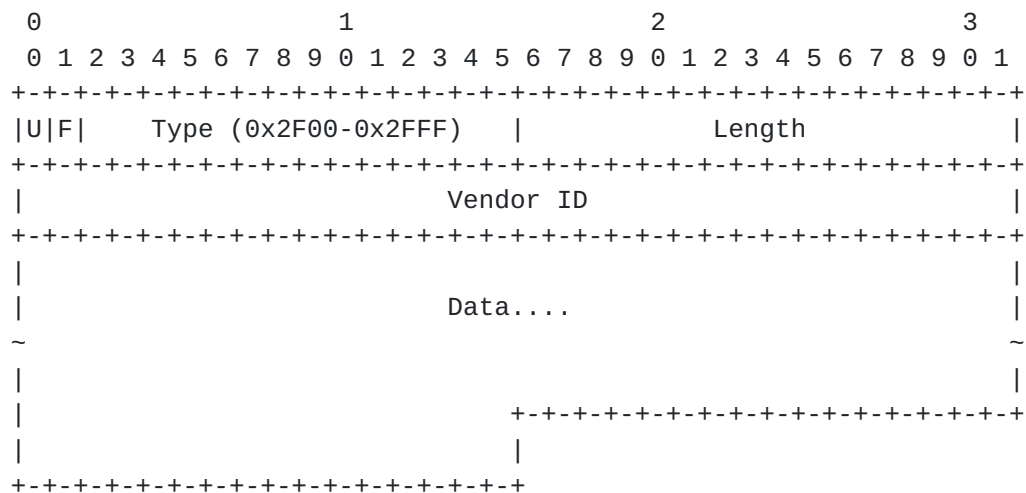 0                   1                   2                   3
 0 1 2 3 4 5 6 7 8 9 0 1 2 3 4 5 6 7 8 9 0 1 2 3 4 5 6 7 8 9 0 1
+-+-+-+-+-+-+-+-+-+-+-+-+-+-+-+-+-+-+-+-+-+-+-+-+-+-+-+-+-+-+-+-+
|U|F|    Type (0x2F00-0x2FFF)   |            Length             |
+-+-+-+-+-+-+-+-+-+-+-+-+-+-+-+-+-+-+-+-+-+-+-+-+-+-+-+-+-+-+-+-+
|                           Vendor ID                           |
+-+-+-+-+-+-+-+-+-+-+-+-+-+-+-+-+-+-+-+-+-+-+-+-+-+-+-+-+-+-+-+-+
|                                                               |
|                           Data....                            |
~                                                               ~
|                                                               |
|                               +-+-+-+-+-+-+-+-+-+-+-+-+-+-+-+-+
|                               |
+-+-+-+-+-+-+-+-+-+-+-+-+-+-+-+-+